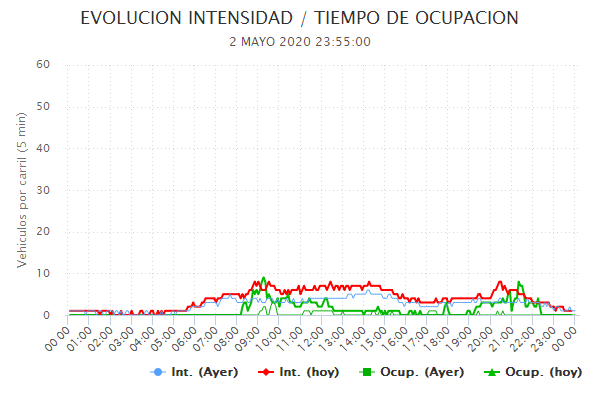 EVOLUCION INTENSIDAD / TIEMPO DE OCUPACION
2 MAYO 2020 23:55:00
Vehiculos por carril (5 min)
60
50
40
30
20
10
0
00:00 01:00 02:00 03:00 04:00 05:00 06:00 07:00 08:00 09:00 10:00 11:00 12:00 13:00 14:00 15:00 16:00 17:00 18:00 19:00 20:00 21:00 22:00 23:00 00:00
Int. (Ayer) Int. (hoy) Ocup. (Ayer) Ocup. (hoy)